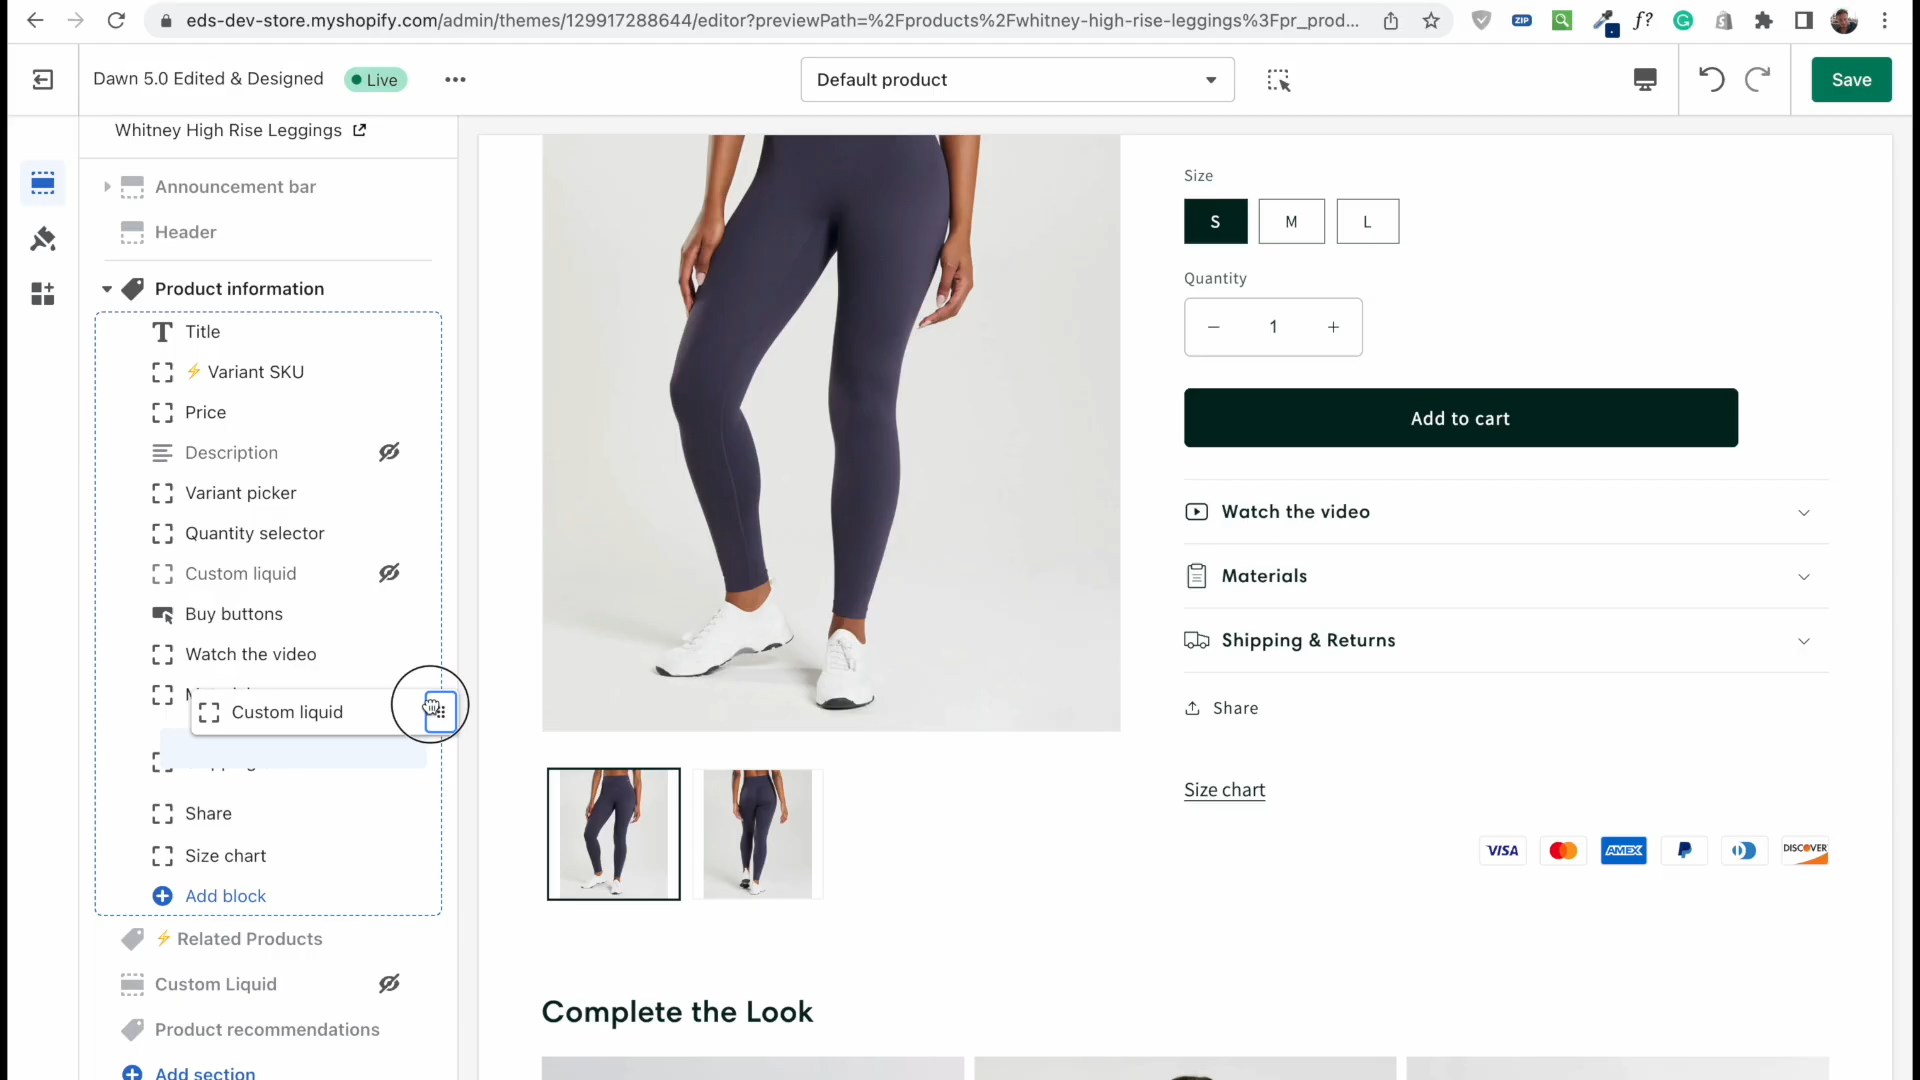 eds-dev-store.myshopify.com/admin/themes/129917288644/editor?previewPath=%2Fproducts%2Fwhitney-high-rise-leggings%3Fpr_prod...
ZIP
f?
Dawn 5.0 Edited & Designed
Live
Default product
Save
Whitney High Rise Leggings
Announcement bar
Header
Product information
Title
⚡ Variant SKU
Price
Description
Variant picker
Quantity selector
Custom liquid
Buy buttons
Watch the video
Custom liquid
Share
Size chart
Add block
⚡ Related Products
Custom Liquid
Product recommendations
Add section
Size
S
M
L
Quantity
− 1 +
Add to cart
Watch the video
Materials
Shipping & Returns
Share
Size chart
VISA
AMEX
DISCOVER
Complete the Look